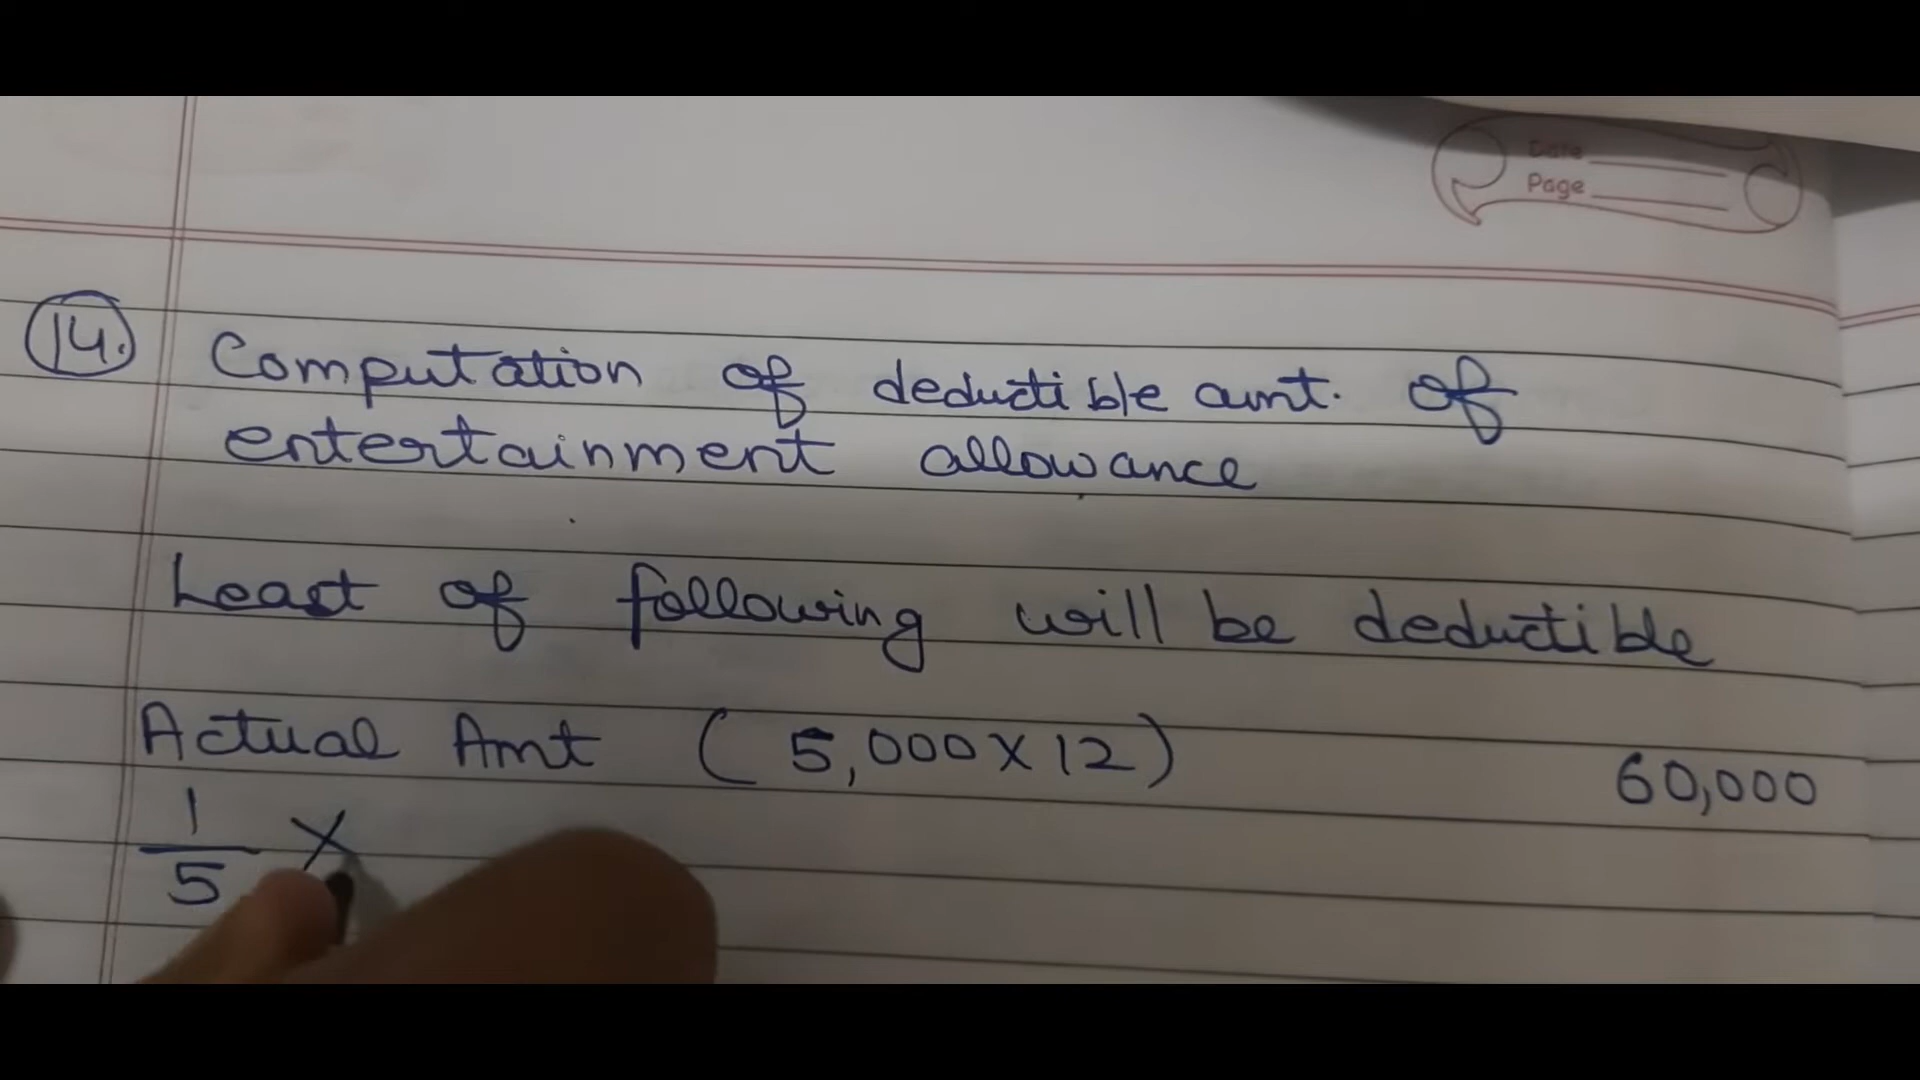 Date
Page
14. Computation of deductible amt. of
entertainment allowance
Least of following will be deductible
Actual Amt (5,000 X 12) 60,000
1/5 X